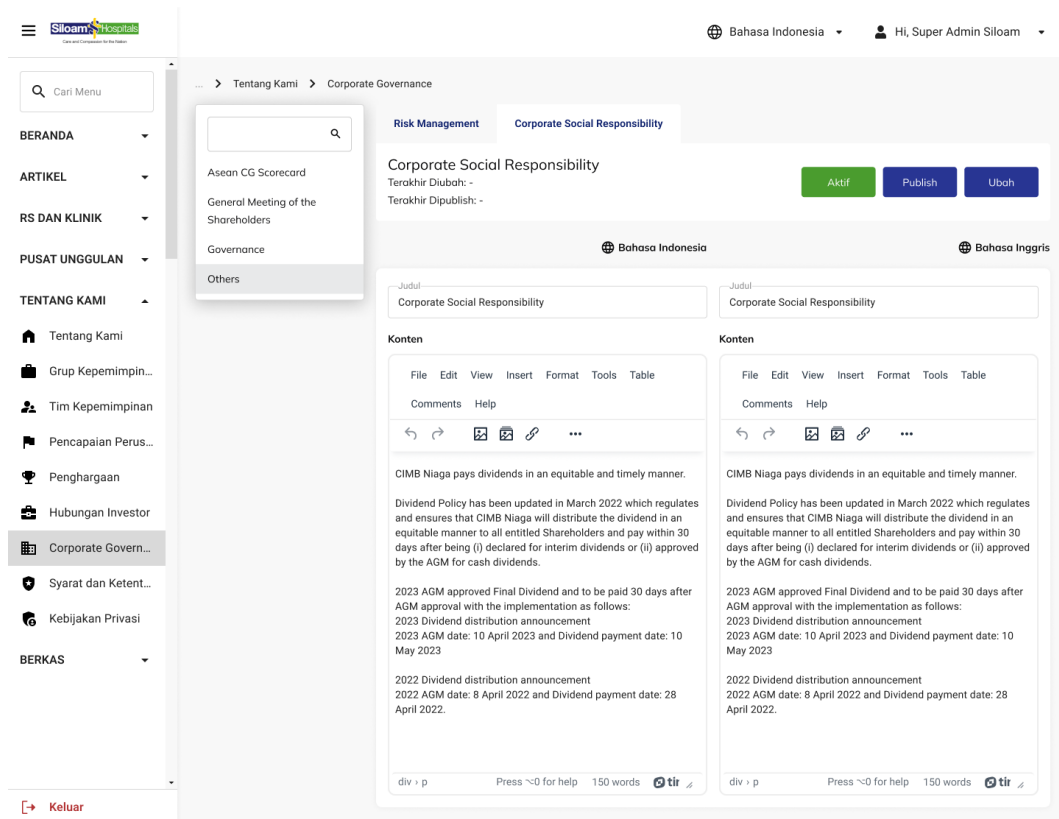 Siloam Hospitals
Care and Compassion for the Nation
Bahasa Indonesia
Hi, Super Admin Siloam
Cari Menu
BERANDA
ARTIKEL
RS DAN KLINIK
PUSAT UNGGULAN
TENTANG KAMI
Tentang Kami
Grup Kepemimpin...
Tim Kepemimpinan
Pencapaian Perus...
Penghargaan
Hubungan Investor
Corporate Govern...
Syarat dan Ketent...
Kebijakan Privasi
BERKAS
Keluar
... > Tentang Kami > Corporate Governance
Asean CG Scorecard
General Meeting of the
Shareholders
Governance
Others
Risk Management
Corporate Social Responsibility
Corporate Social Responsibility
Terakhir Diubah: -
Terakhir Dipublish: -
Aktif
Publish
Ubah
Bahasa Indonesia
Bahasa Inggris
Judul
Corporate Social Responsibility
Konten
File Edit View Insert Format Tools Table
Comments Help
CIMB Niaga pays dividends in an equitable and timely manner.
Dividend Policy has been updated in March 2022 which regulates
and ensures that CIMB Niaga will distribute the dividend in an
equitable manner to all entitled Shareholders and pay within 30
days after being (i) declared for interim dividends or (ii) approved
by the AGM for cash dividends.
2023 AGM approved Final Dividend and to be paid 30 days after
AGM approval with the implementation as follows:
2023 Dividend distribution announcement
2023 AGM date: 10 April 2023 and Dividend payment date: 10
May 2023
2022 Dividend distribution announcement
2022 AGM date: 8 April 2022 and Dividend payment date: 28
April 2022.
div › p
Press ⌥0 for help
150 words
tir
Judul
Corporate Social Responsibility
Konten
File Edit View Insert Format Tools Table
Comments Help
CIMB Niaga pays dividends in an equitable and timely manner.
Dividend Policy has been updated in March 2022 which regulates
and ensures that CIMB Niaga will distribute the dividend in an
equitable manner to all entitled Shareholders and pay within 30
days after being (i) declared for interim dividends or (ii) approved
by the AGM for cash dividends.
2023 AGM approved Final Dividend and to be paid 30 days after
AGM approval with the implementation as follows:
2023 Dividend distribution announcement
2023 AGM date: 10 April 2023 and Dividend payment date: 10
May 2023
2022 Dividend distribution announcement
2022 AGM date: 8 April 2022 and Dividend payment date: 28
April 2022.
div › p
Press ⌥0 for help
150 words
tir